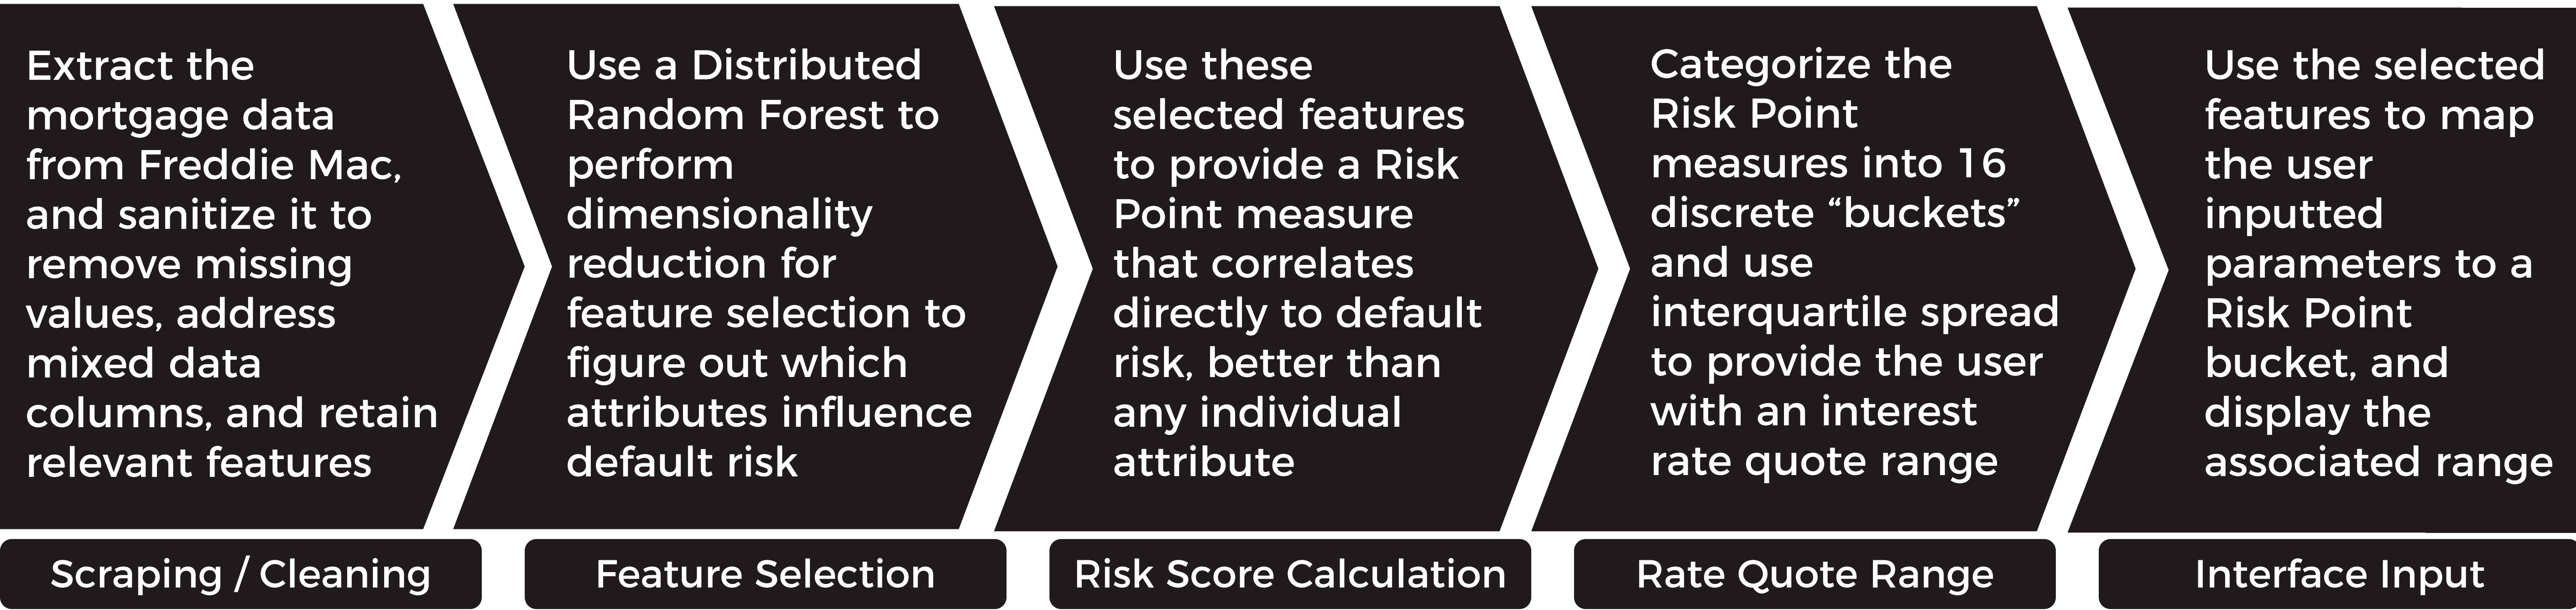 Extract the
mortgage data
from Freddie Mac,
and sanitize it to
remove missing
values, address
mixed data
columns, and retain
relevant features
Use a Distributed
Random Forest to
perform
dimensionality
reduction for
feature selection to
figure out which
attributes influence
default risk
Use these
selected features
to provide a Risk
Point measure
that correlates
directly to default
risk, better than
any individual
attribute
Categorize the
Risk Point
measures into 16
discrete “buckets”
and use
interquartile spread
to provide the user
with an interest
rate quote range
Use the selected
features to map
the user
inputted
parameters to a
Risk Point
bucket, and
display the
associated range
Scraping / Cleaning
Feature Selection
Risk Score Calculation
Rate Quote Range
Interface Input